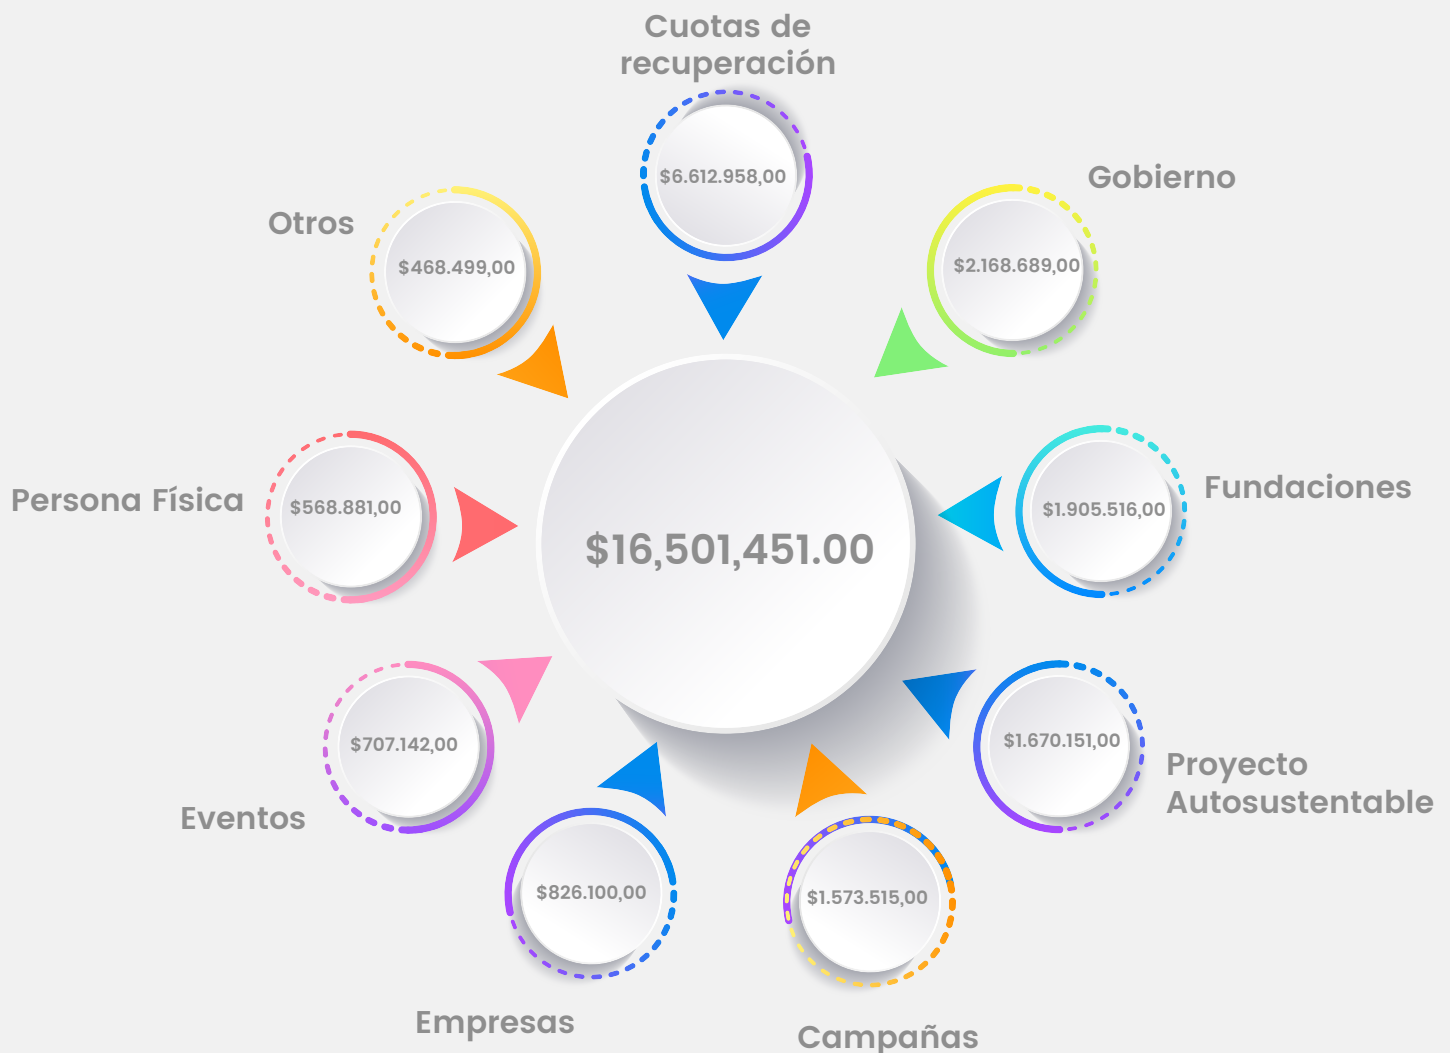 Cuotas de
recuperación
$6.612.958,00
Gobierno
$2.168.689,00
Otros
$468.499,00
Fundaciones
$1.905.516,00
Persona Física
$568.881,00
$16,501,451.00
Proyecto
Autosustentable
$1.670.151,00
Eventos
$707.142,00
Empresas
$826.100,00
Campañas
$1.573.515,00